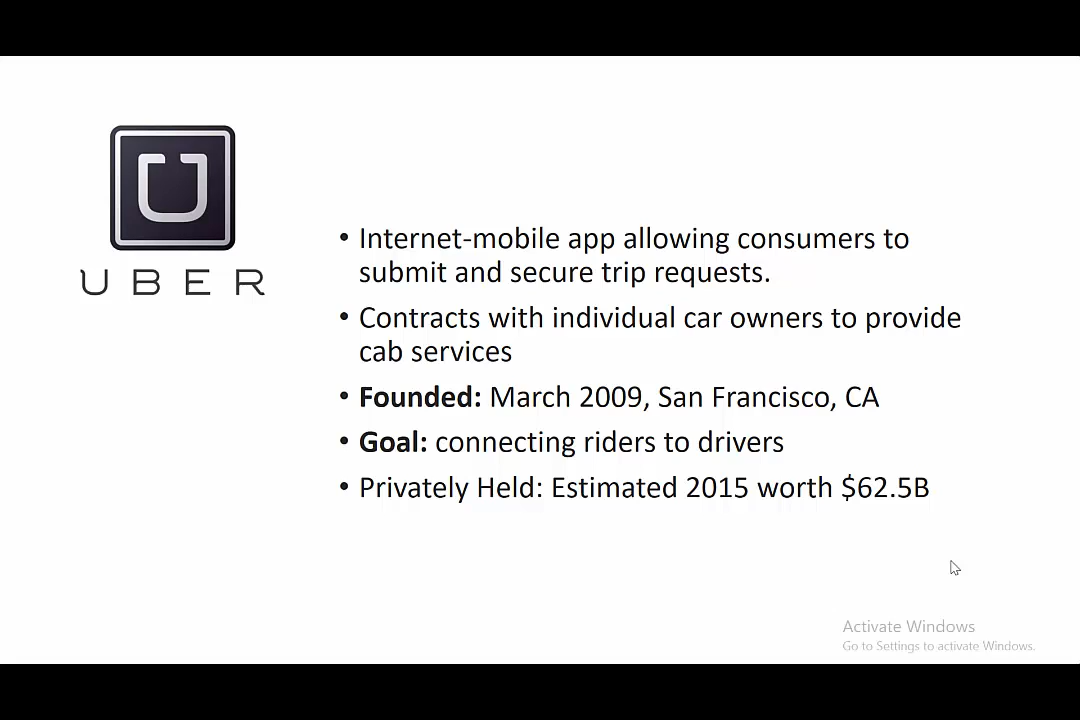 U
UBER
• Internet-mobile app allowing consumers to
submit and secure trip requests.
• Contracts with individual car owners to provide
cab services
• Founded: March 2009, San Francisco, CA
• Goal: connecting riders to drivers
• Privately Held: Estimated 2015 worth $62.5B
Activate Windows
Go to Settings to activate Windows.